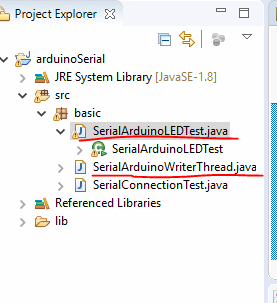 Project Explorer
arduinoSerial
JRE System Library [JavaSE-1.8]
src
basic
SerialArduinoLEDTest.java
SerialArduinoLEDTest
SerialArduinoWriterThread.java
SerialConnectionTest.java
Referenced Libraries
lib